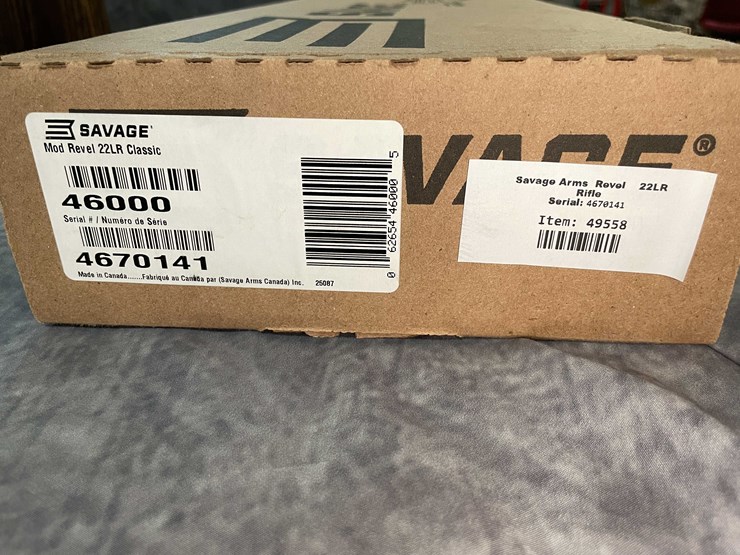 SAVAGE
Mod Revel 22LR Classic
46000
Serial # / Numéro de Série
4670141
Made in Canada......Fabriqué au Canada par (Savage Arms Canada) Inc. 25087
0 62654 46000 5
VAGE®
Savage Arms Revel 22LR
Rifle
Serial: 4670141
Item: 49558